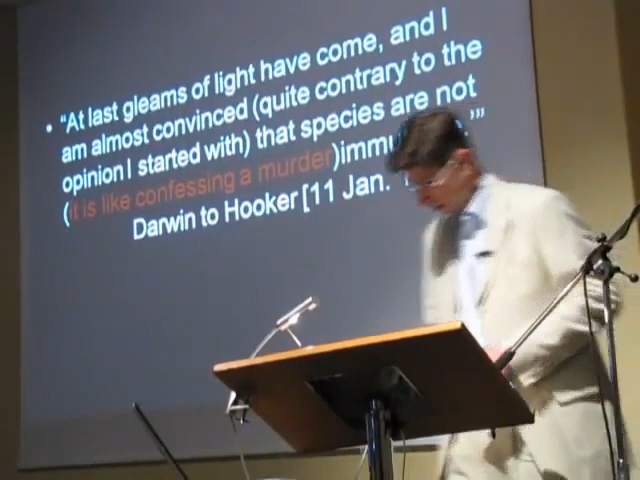 • “At last gleams of light have come, and I
am almost convinced (quite contrary to the
opinion I started with) that species are not
(it is like confessing a murder)immu ”
Darwin to Hooker [11 Jan.